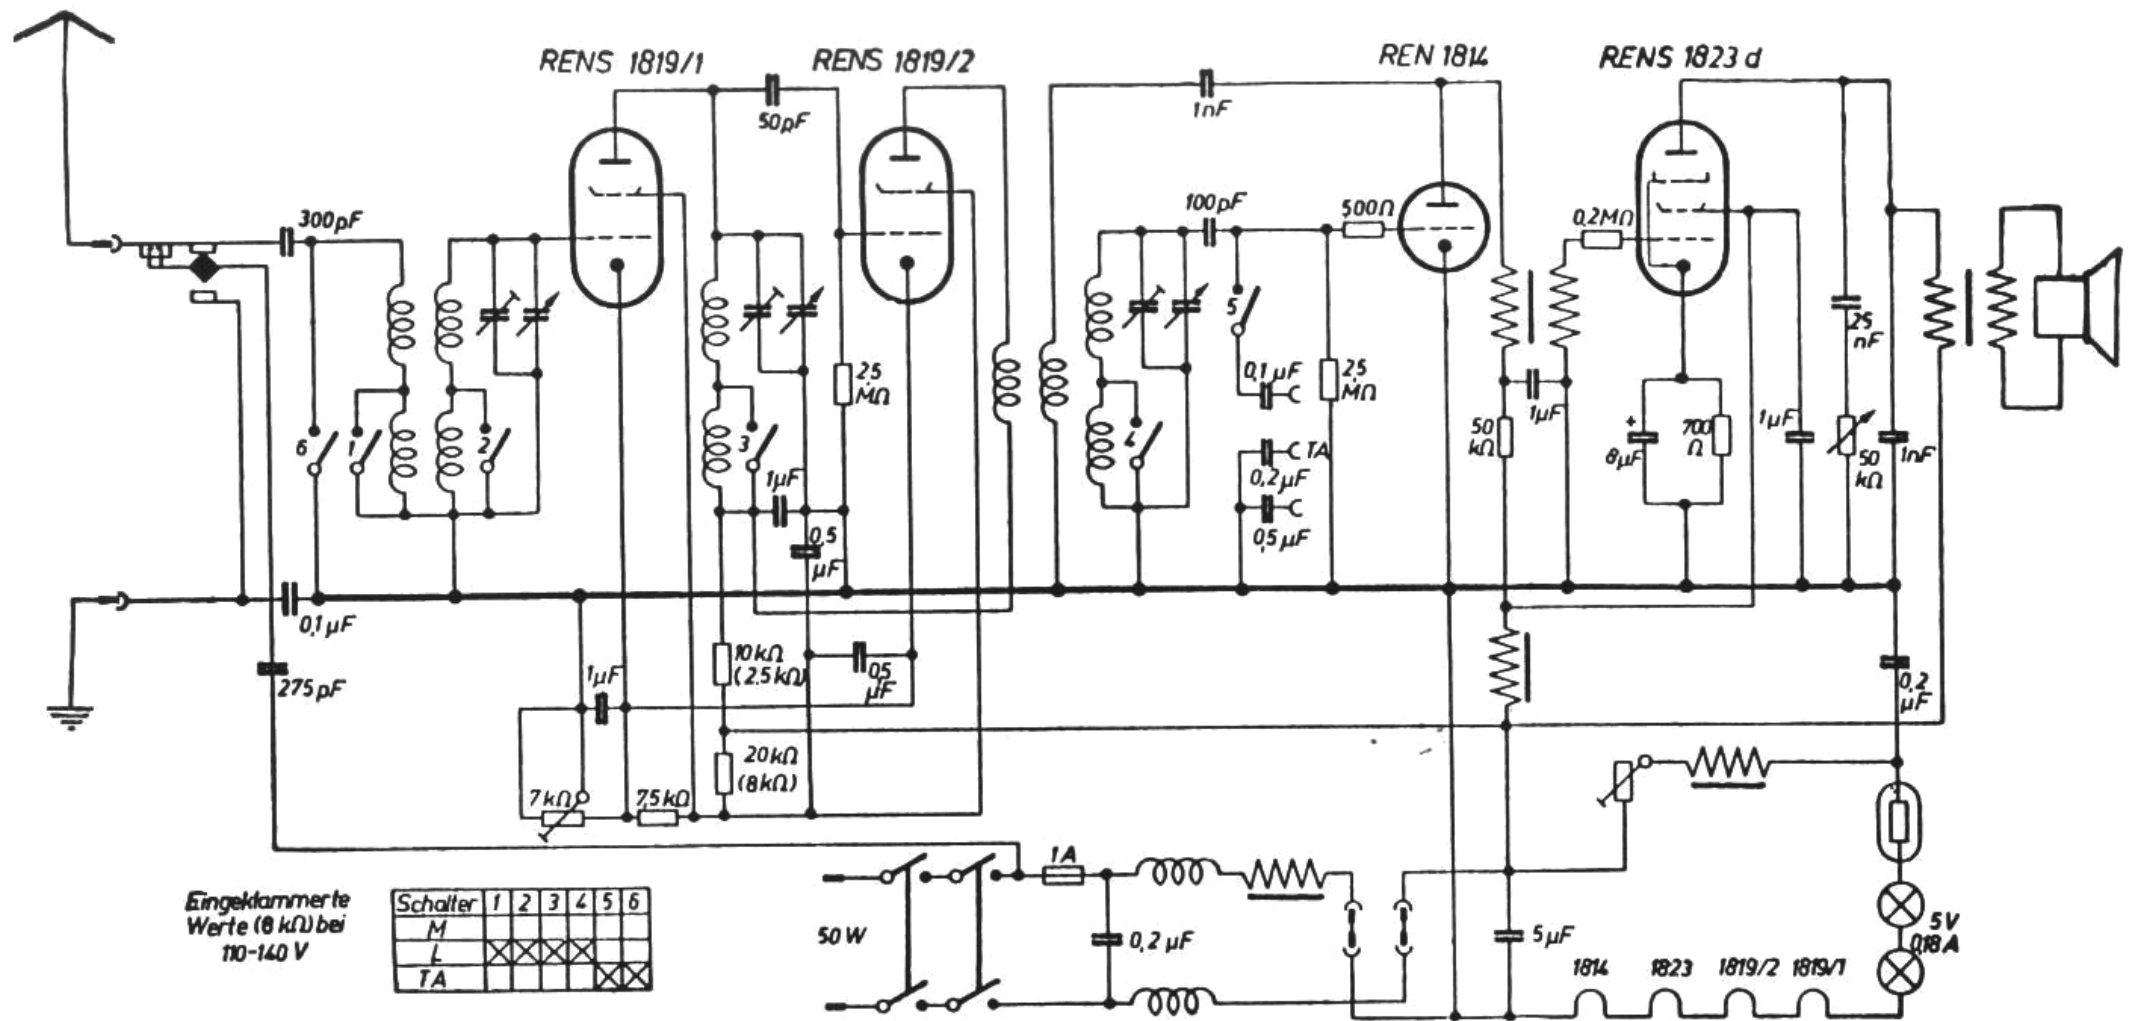 RENS 1819/1
RENS 1819/2
REN 1814
RENS 1823 d
50pF
1nF
300pF
100pF
500Ω
0,2MΩ
5
25 nF
2,5 MΩ
0,1µF
2,5 MΩ
1µF
6
1
2
3
4
TA
50 kΩ
+
8µF
700 Ω
1µF
50 kΩ
1nF
1µF
0,2µF
0,5 µF
0,5µF
0,1µF
275pF
1µF
10kΩ (2.5kΩ)
0,5 µF
0,2 µF
20kΩ (8kΩ)
7kΩ
7,5kΩ
1A
50W
0,2µF
5µF
5V 0,18A
1814
1823
1819/2
1819/1
Eingeklammerte
Werte (8 kΩ) bei
110-140 V
Schalter 1 2 3 4 5 6
M
L
TA